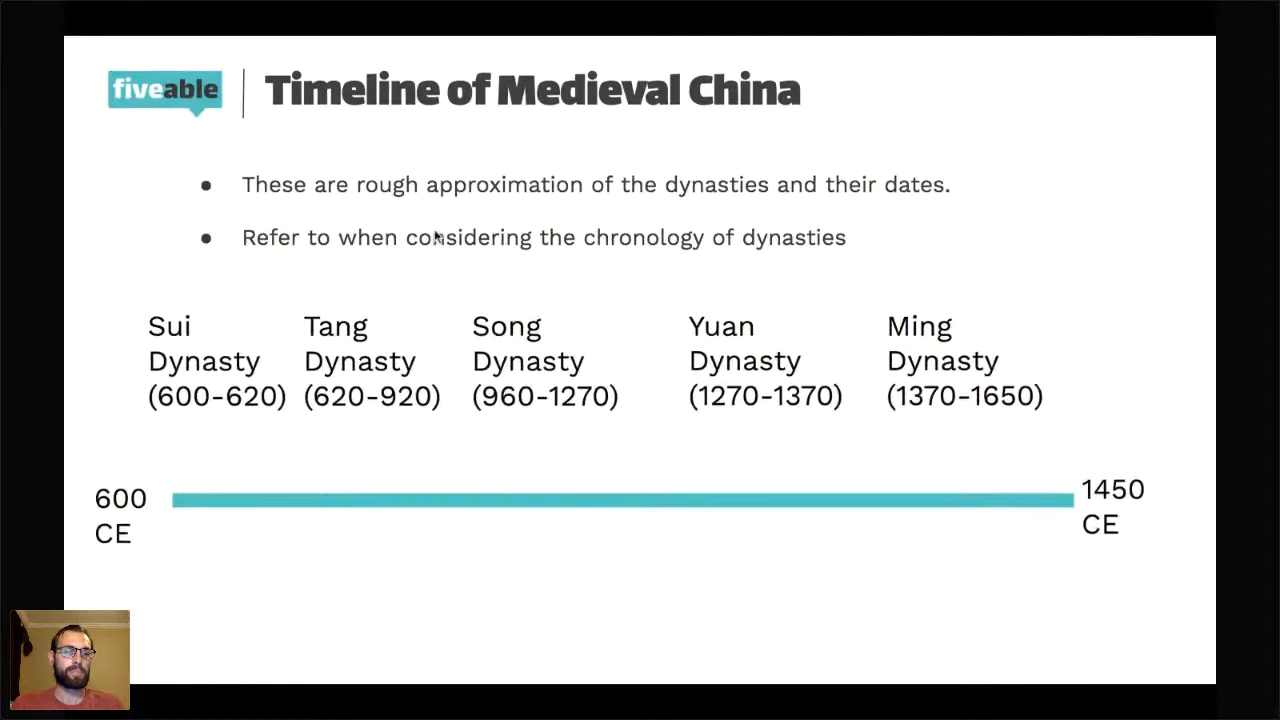 fiveable
Timeline of Medieval China
● These are rough approximation of the dynasties and their dates.
● Refer to when considering the chronology of dynasties
Sui
Dynasty
(600-620)
Tang
Dynasty
(620-920)
Song
Dynasty
(960-1270)
Yuan
Dynasty
(1270-1370)
Ming
Dynasty
(1370-1650)
600
CE
1450
CE